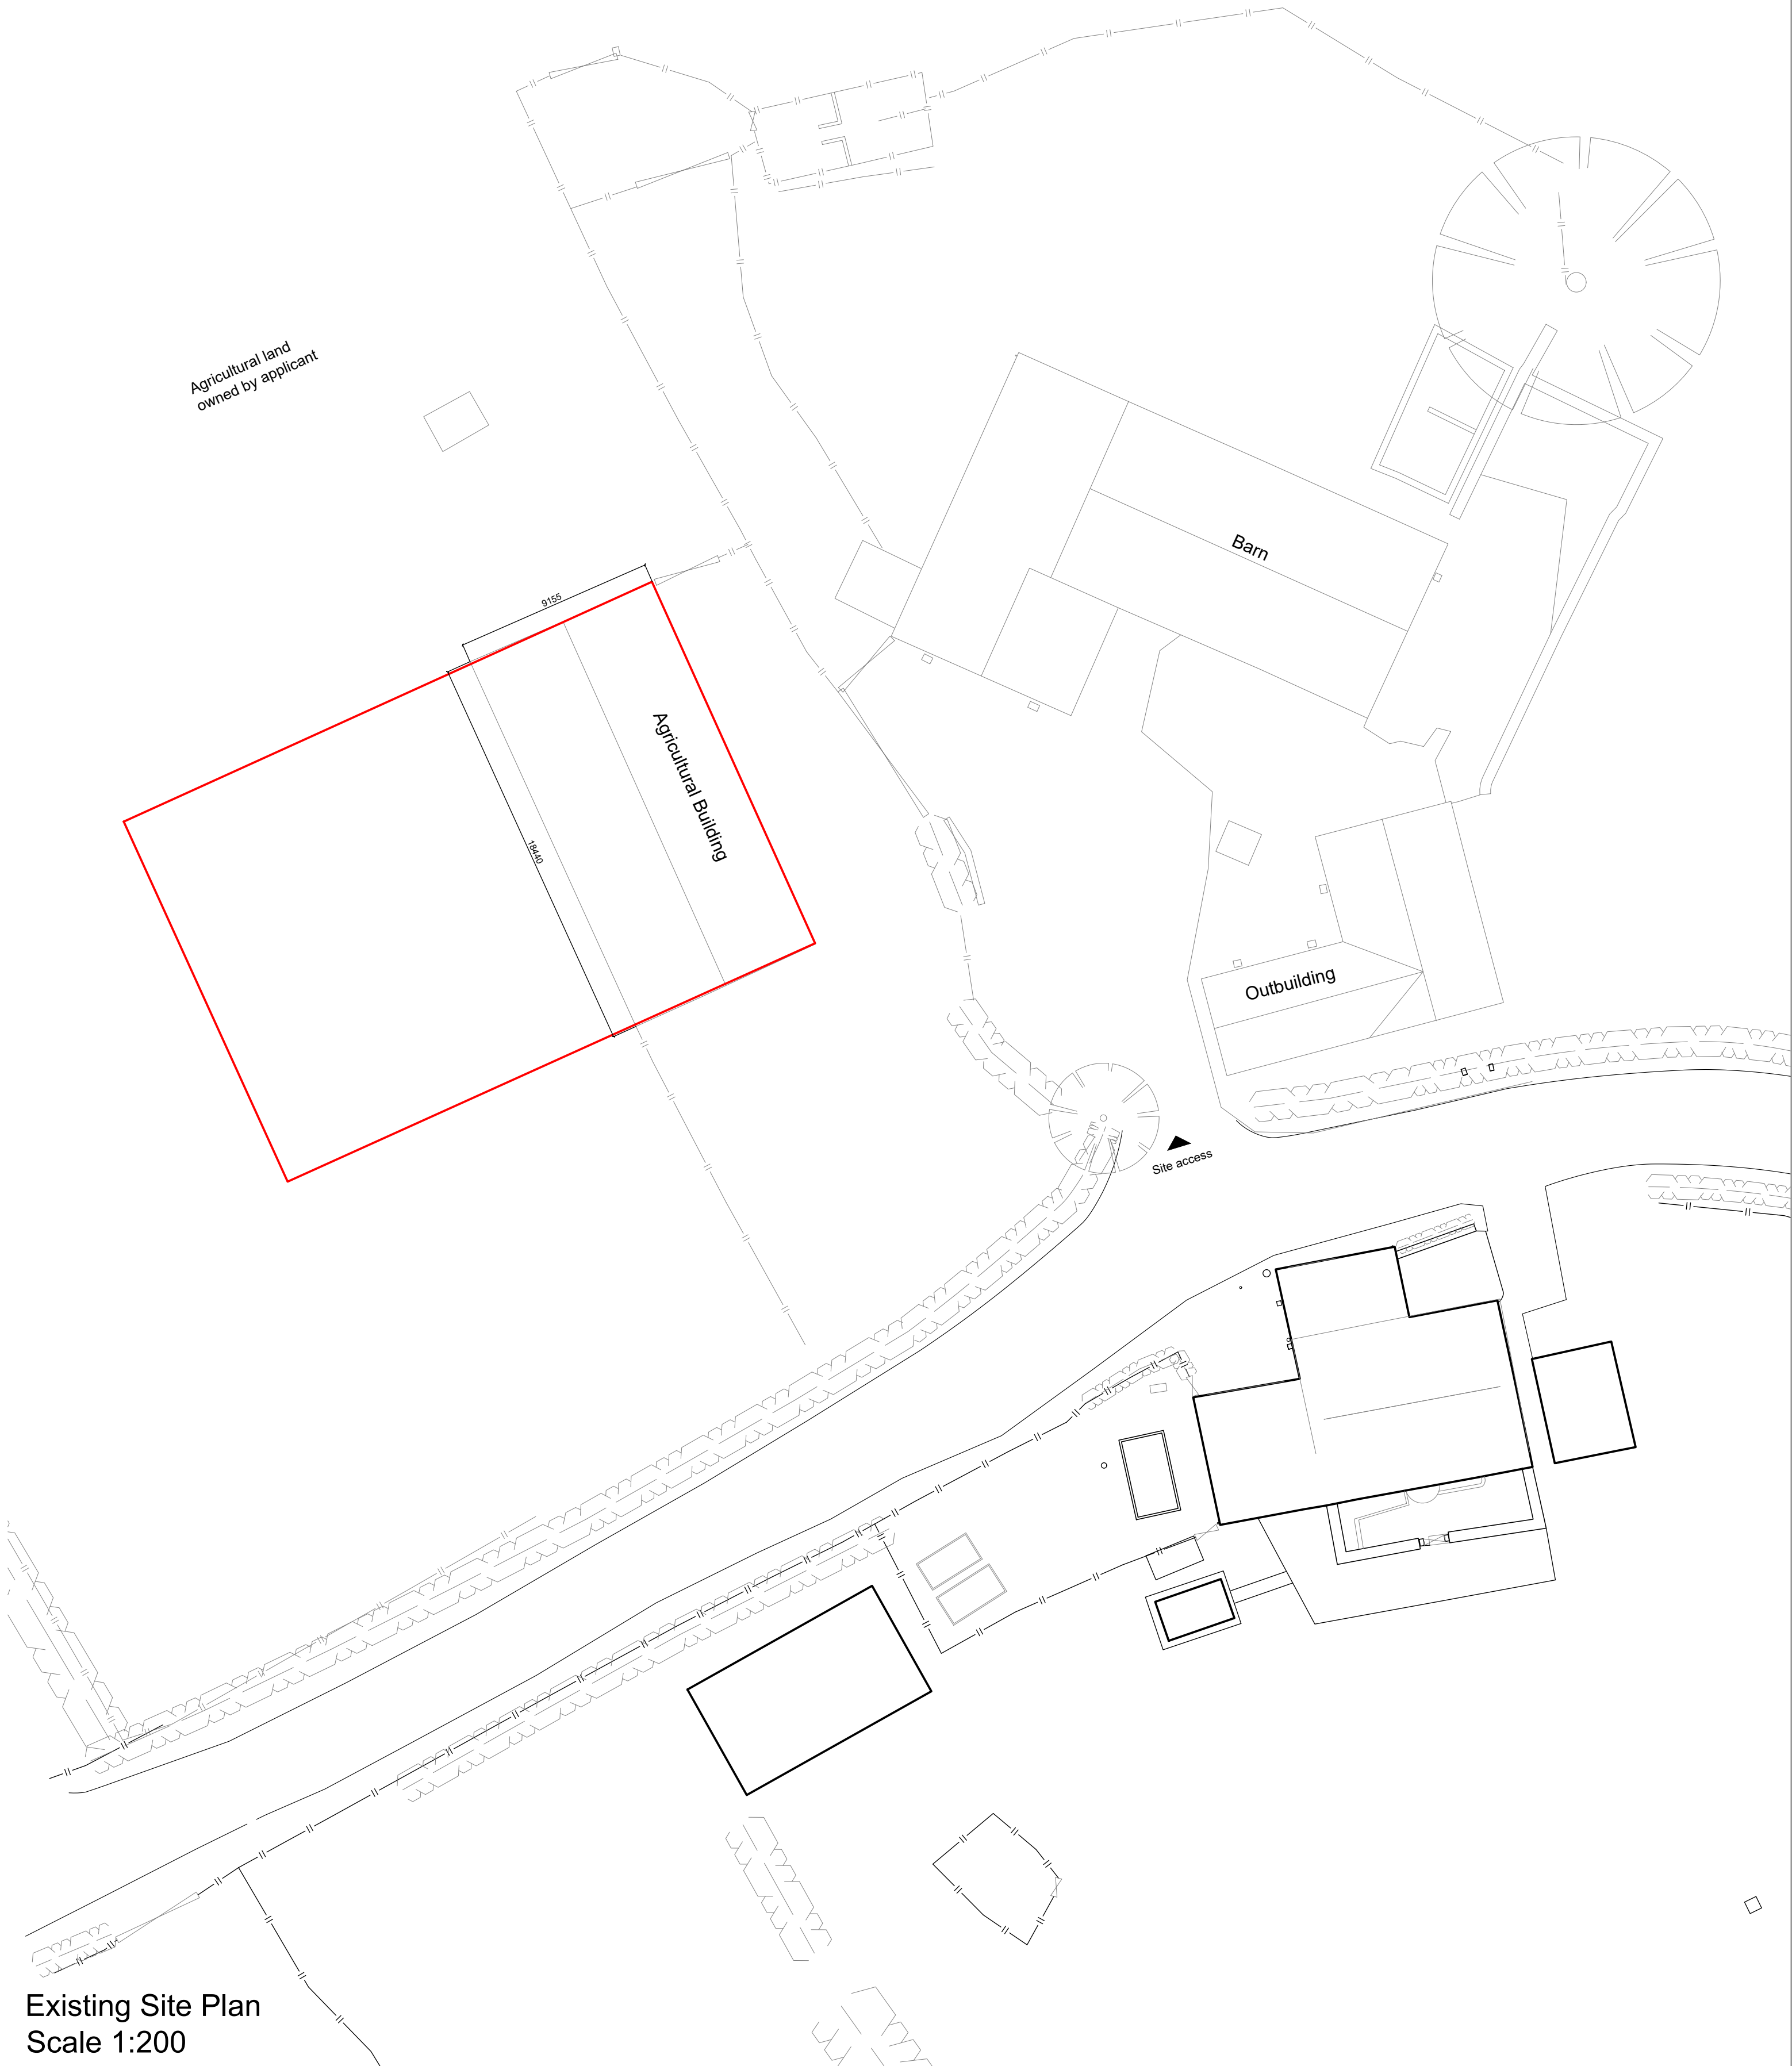 Agricultural land
owned by applicant
Barn
9155
Agricultural Building
18440
Outbuilding
Site access
Existing Site Plan
Scale 1:200